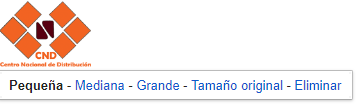 CND
Centro Nacional de Distribución
Pequeña - Mediana - Grande - Tamaño original - Eliminar